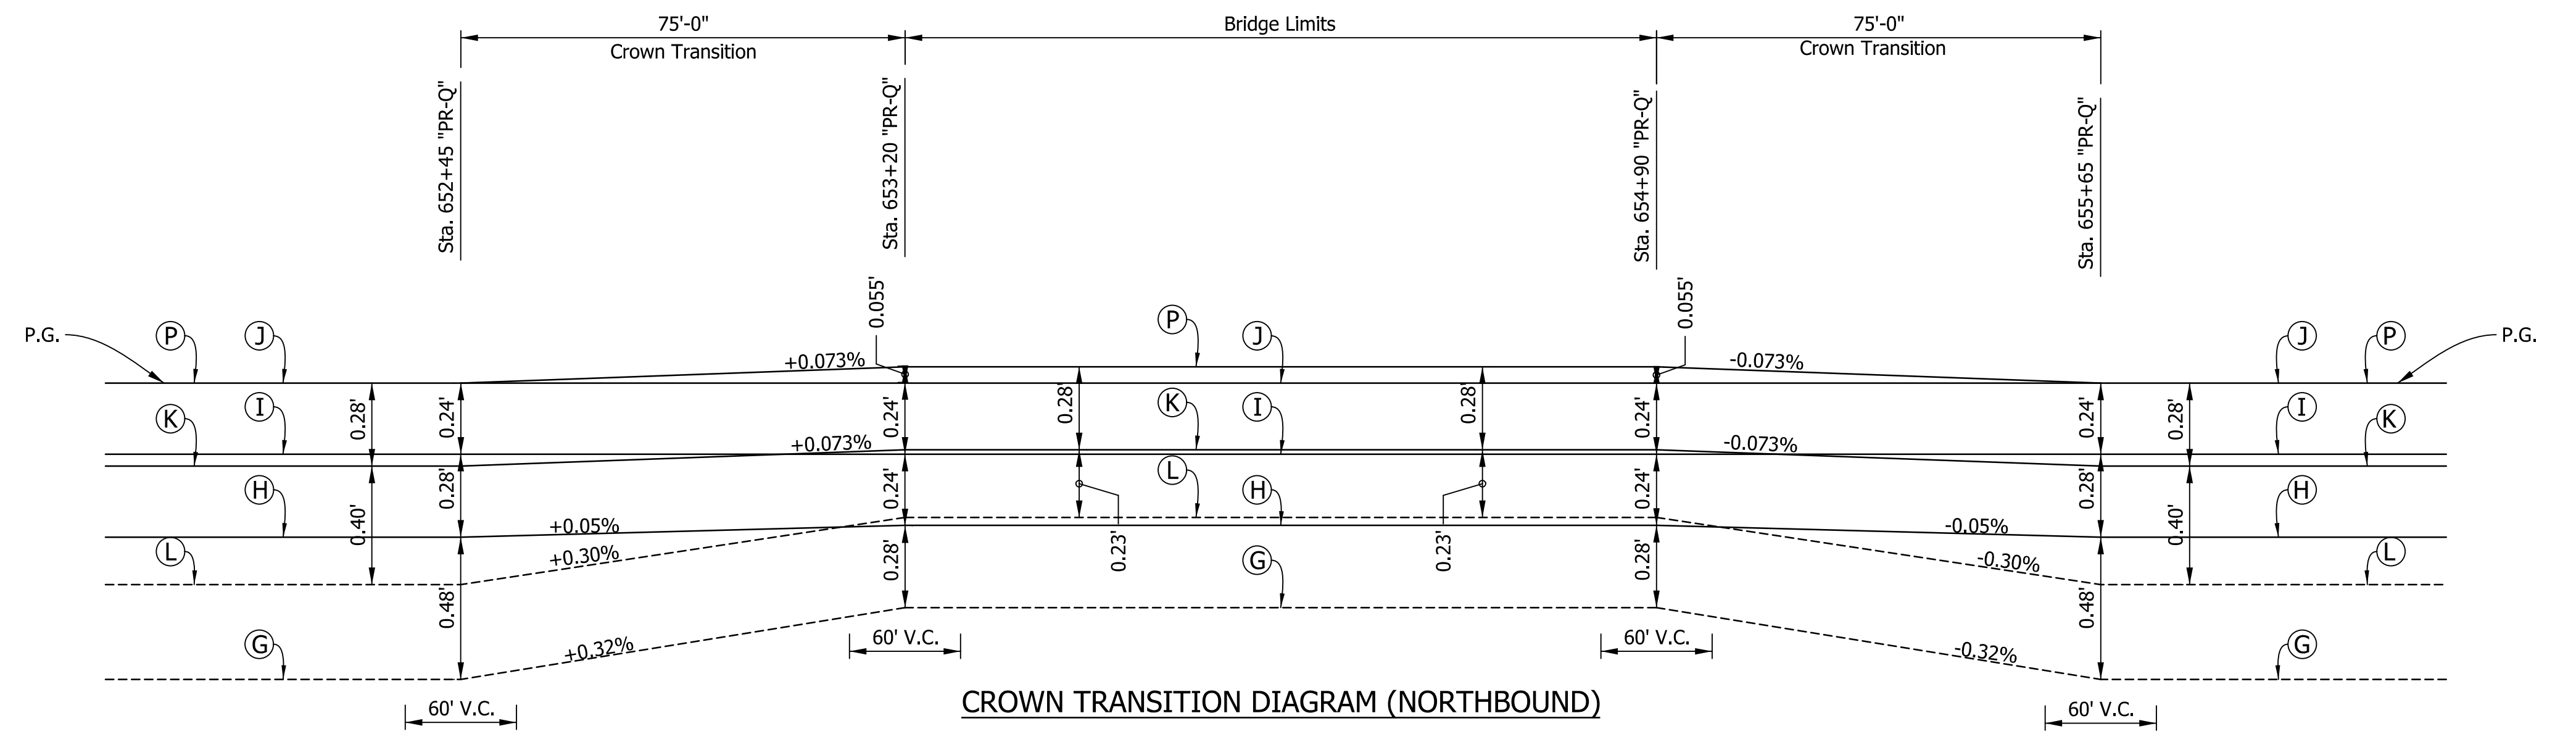 75'-0"
Crown Transition
Bridge Limits
75'-0"
Crown Transition
Sta. 652+45 "PR-Q"
Sta. 653+20 "PR-Q"
Sta. 654+90 "PR-Q"
Sta. 655+65 "PR-Q"
0.055'
0.055'
P.G.
P
J
P
J
J
P
P.G.
+0.073%
-0.073%
K
I
0.28'
0.24'
0.24'
0.28'
K
I
0.28'
0.24'
0.24'
0.28'
I
K
+0.073%
-0.073%
H
0.28'
0.24'
L
H
0.24'
0.28'
H
0.40'
+0.05%
-0.05%
0.40'
L
+0.30%
0.28'
0.23'
G
0.23'
0.28'
-0.30%
L
0.48'
0.48'
G
+0.32%
60' V.C.
60' V.C.
-0.32%
G
60' V.C.
CROWN TRANSITION DIAGRAM (NORTHBOUND)
60' V.C.